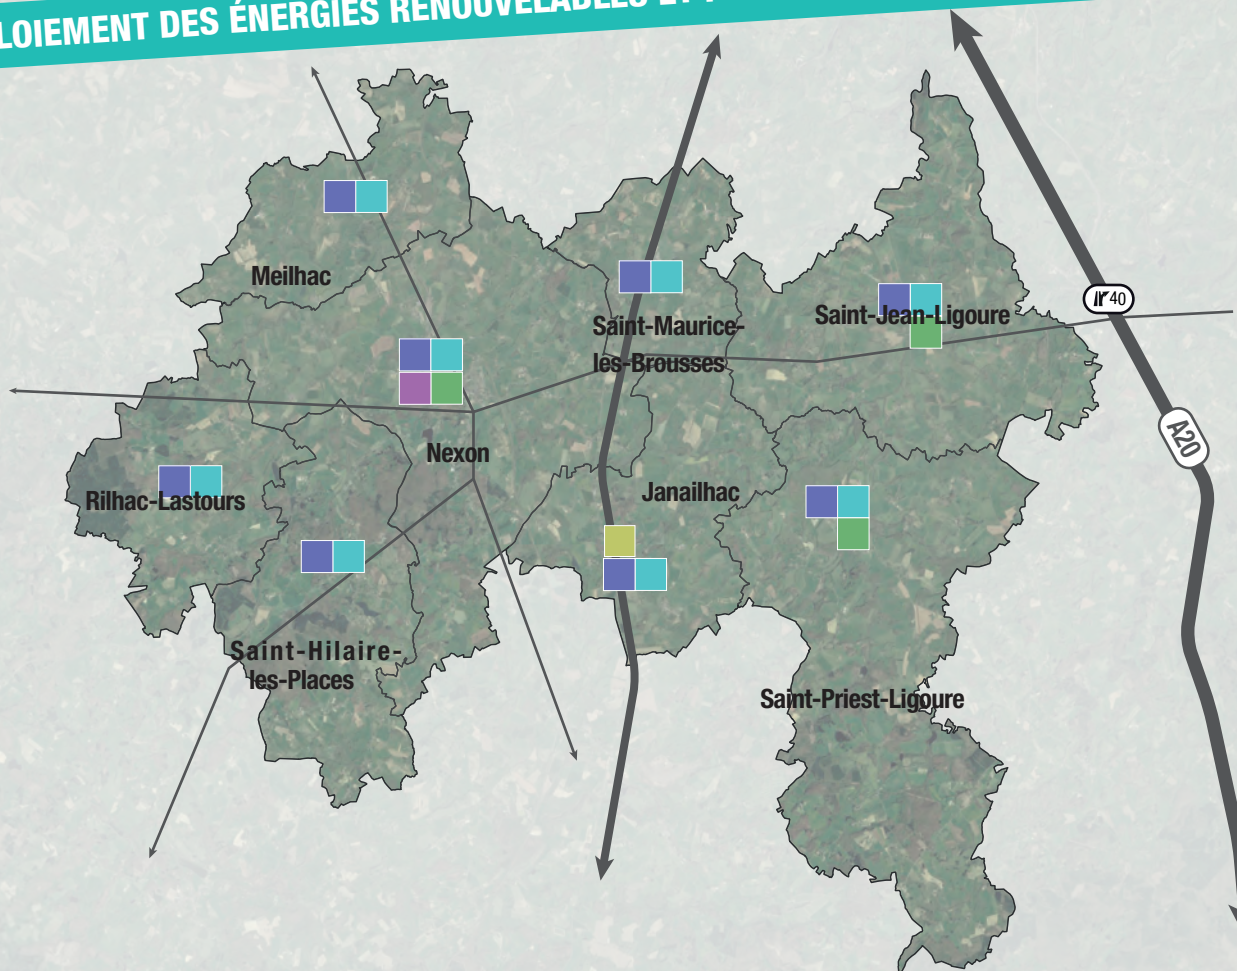 DES ÉNERGIES RENOUVELABLES
Meilhac
Saint-Maurice-
les-Brousses
Saint-Jean-Ligoure
40
A20
Nexon
Rilhac-Lastours
Janailhac
Saint-Hilaire-
les-Places
Saint-Priest-Ligoure